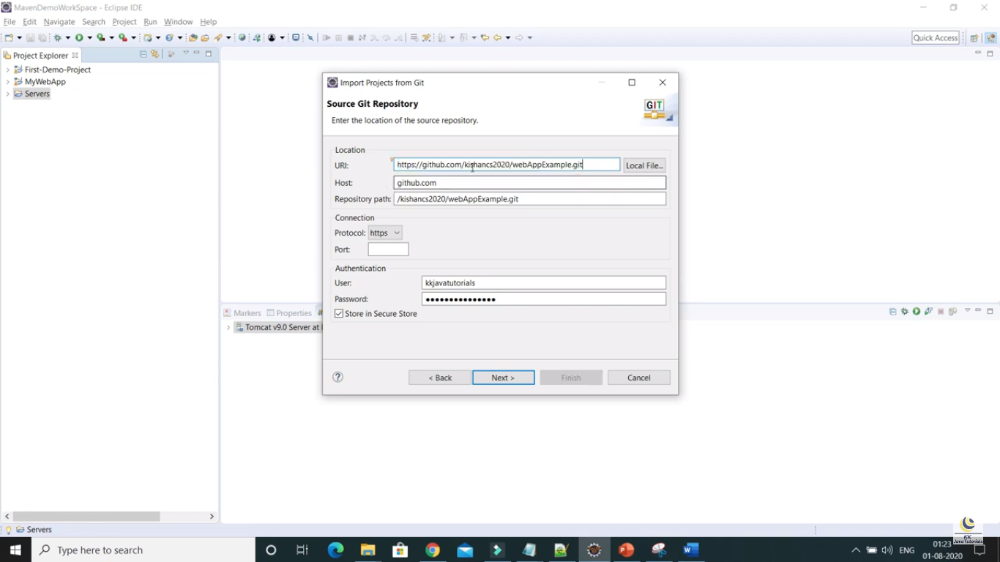 MavenDemoWorkSpace - Eclipse IDE
File Edit Navigate Search Project Run Window Help
Quick Access
Project Explorer
First-Demo-Project
MyWebApp
Servers
Import Projects from Git
Source Git Repository
Enter the location of the source repository.
GIT
Location
URI: https://github.com/kishancs2020/webAppExample.git Local File...
Host: github.com
Repository path: /kishancs2020/webAppExample.git
Connection
Protocol: https
Port:
Authentication
User: kkjavatutorials
Password: ●●●●●●●●●●●●●●●
Store in Secure Store
< Back Next > Finish Cancel
Markers Properties
Tomcat v9.0 Server at
Servers
KK
JavaTutorials
Type here to search
ENG
01:23
01-08-2020